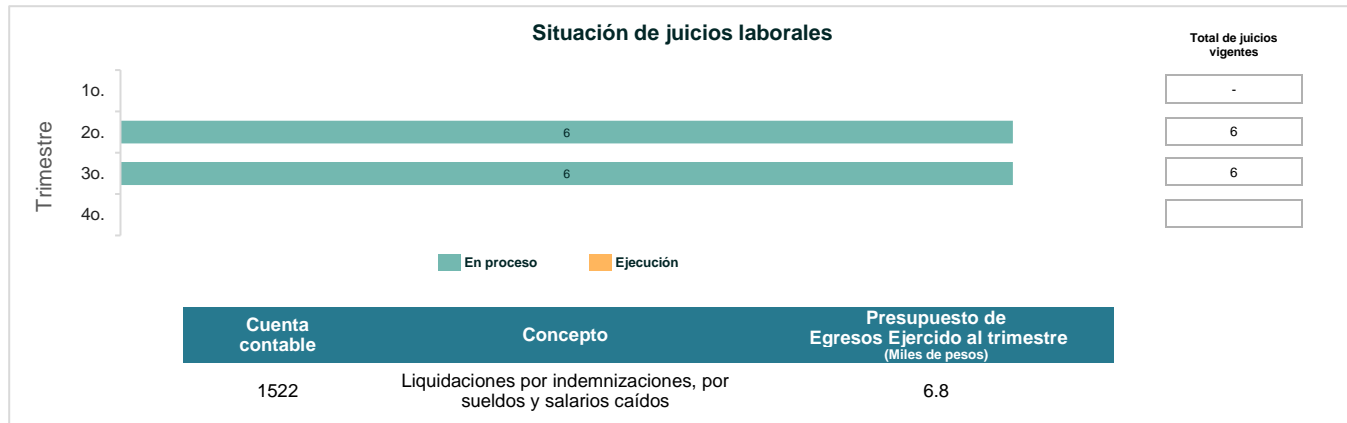 Situación de juicios laborales
Total de juicios
vigentes
Trimestre
1o.
-
2o.
6
6
3o.
6
6
4o.
En proceso
Ejecución
Cuenta
contable
Concepto
Presupuesto de
Egresos Ejercido al trimestre
(Miles de pesos)
1522
Liquidaciones por indemnizaciones, por
sueldos y salarios caídos
6.8